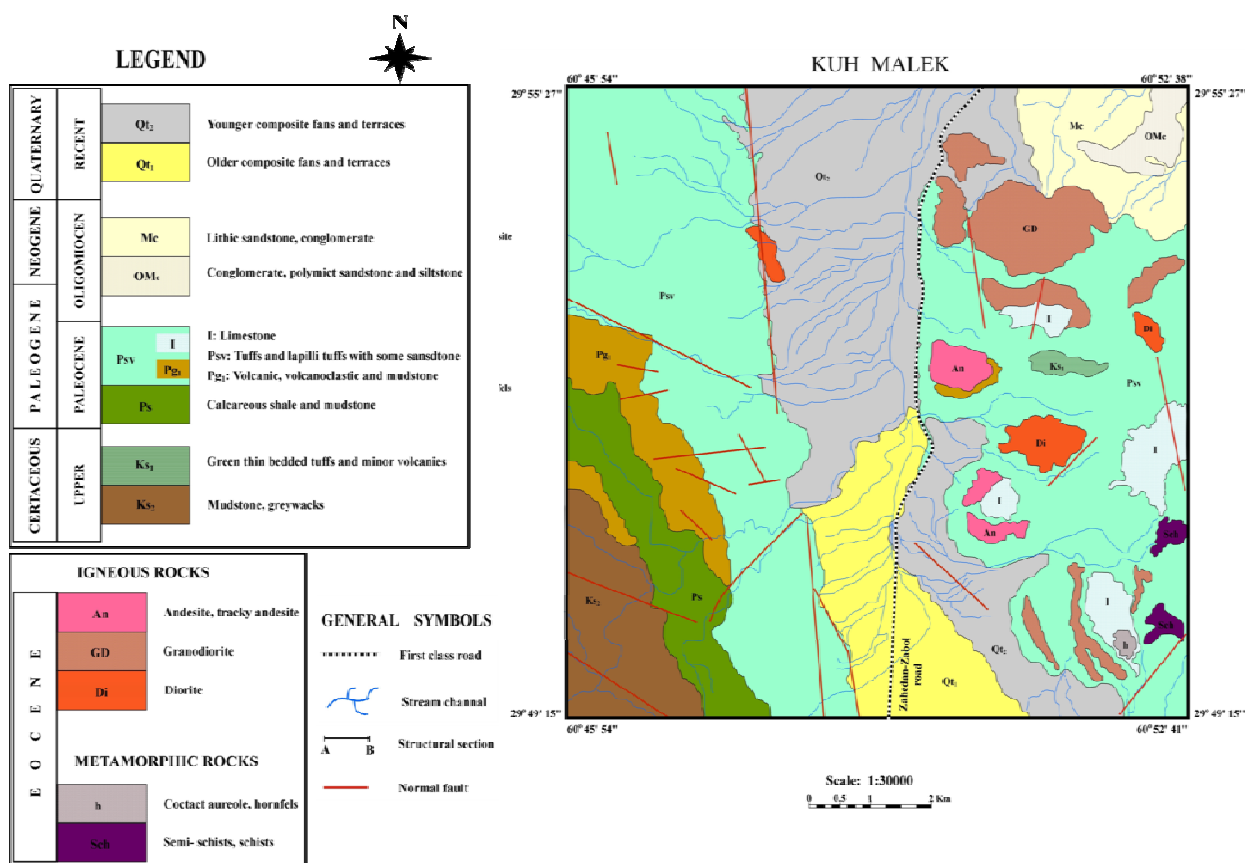 LEGEND
N
QUATERNARY
RECENT
Qt2
Younger composite fans and terraces
Qt1
Older composite fans and terraces
NEOGENE
OLIGOMIOCEN
Mc
Lithic sandstone, conglomerate
Conglomerate, polymict sandstone and siltstone
PALEOGENE
PALEOCENE
Psv
I
Pg3
I: Limestone
Psv: Tuffs and lapilli tuffs with some sansdtone
Pg3: Volcanic, volcanoclastic and mudstone
Ps
Calcareous shale and mudstone
CERTACEOUS
UPPER
Ks1
Green thin bedded tuffs and minor volcanies
Ks2
Mudstone, greywacks
EOCENE
IGNEOUS ROCKS
An
Andesite, tracky andesite
GD
Granodiorite
Di
Diorite
METAMORPHIC ROCKS
h
Coctact aureole, hornfels
Sch
Semi- schists, schists
GENERAL SYMBOLS
First class road
Stream channal
A B
Structural section
Normal fault
KUH MALEK
60° 45' 54"
60° 52' 38"
29° 55' 27"
29° 55' 27"
Mc
OMc
Qt2
GD
site
Psv
I
Di
Pg3
An
Ks1
Psv
cls
Di
I
I
An
Sch
Ks2
Ps
I
Sch
h
Qt2
Qt1
Zahedan-Zabol
road
29° 49' 15"
29° 49' 15"
60° 45' 54"
60° 52' 41"
Scale: 1:30000
0 0.5 1 2 Km